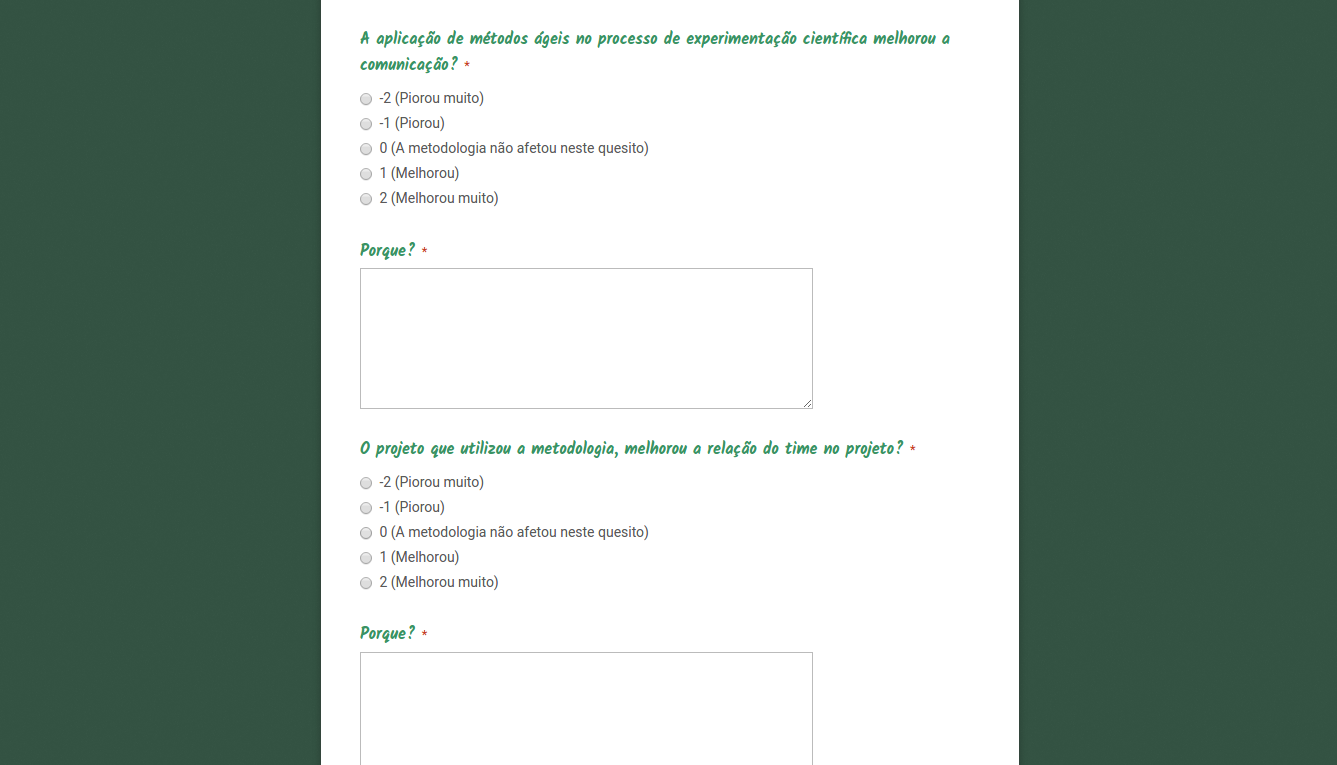 A aplicação de métodos ágeis no processo de experimentação científica melhorou a
comunicação? *
-2 (Piorou muito)
-1 (Piorou)
0 (A metodologia não afetou neste quesito)
1 (Melhorou)
2 (Melhorou muito)
Porque? *
O projeto que utilizou a metodologia, melhorou a relação do time no projeto? *
-2 (Piorou muito)
-1 (Piorou)
0 (A metodologia não afetou neste quesito)
1 (Melhorou)
2 (Melhorou muito)
Porque? *